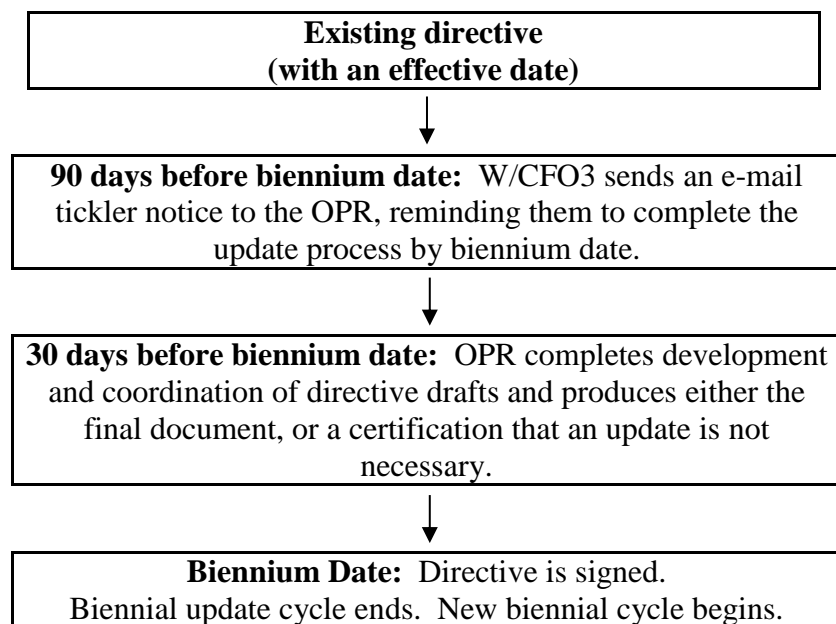 Existing directive
(with an effective date)
90 days before biennium date:  W/CFO3 sends an e-mail
tickler notice to the OPR, reminding them to complete the
update process by biennium date.
30 days before biennium date:  OPR completes development
and coordination of directive drafts and produces either the
final document, or a certification that an update is not
necessary.
Biennium Date:  Directive is signed.
Biennial update cycle ends.  New biennial cycle begins.